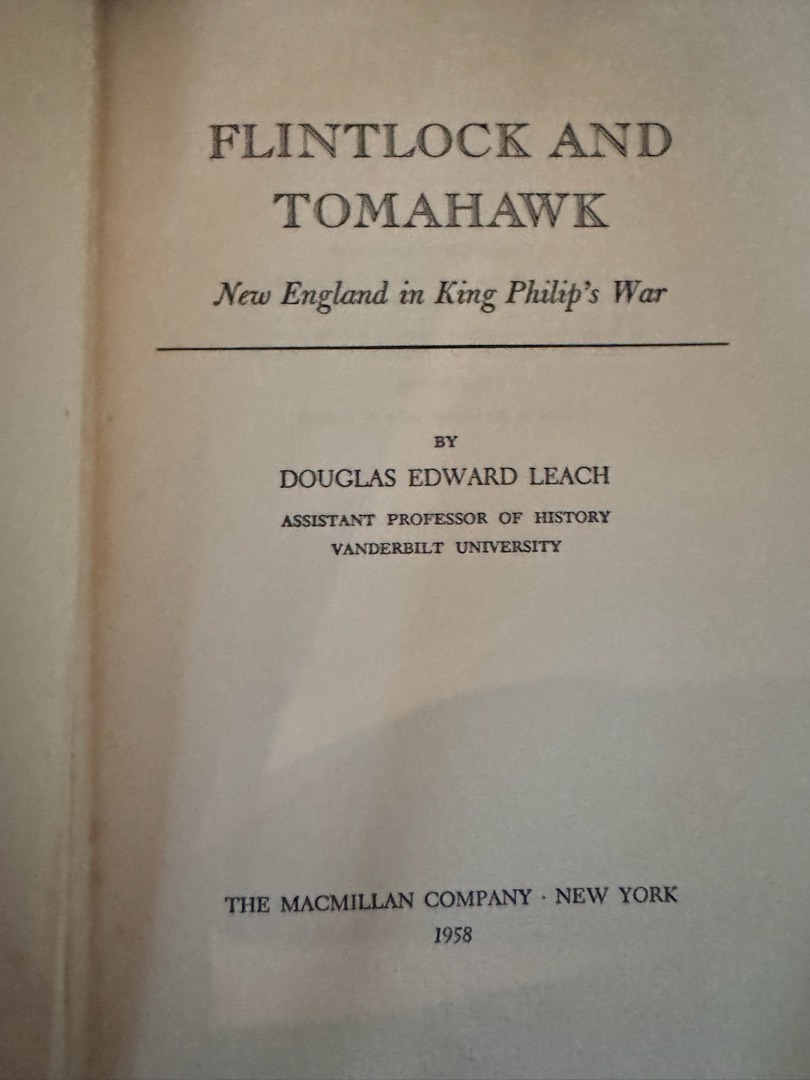 FLINTLOCK AND
TOMAHAWK
New England in King Philip's War
BY
DOUGLAS EDWARD LEACH
ASSISTANT PROFESSOR OF HISTORY
VANDERBILT UNIVERSITY
THE MACMILLAN COMPANY · NEW YORK
1958